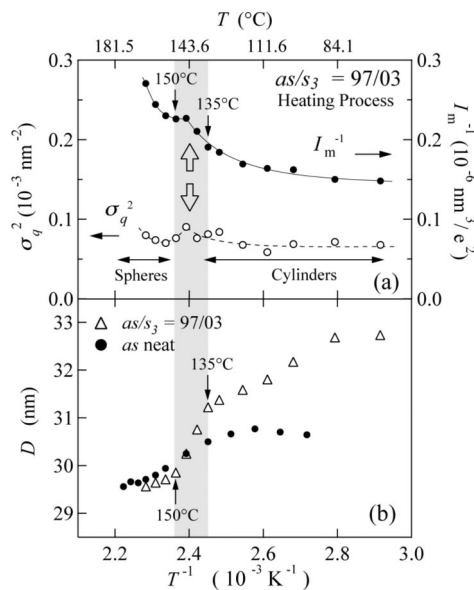 T (°C)
181.5 143.6 111.6 84.1
0.3 0.3
150°C
as/s₃ = 97/03
Heating Process
135°C
0.2 0.2
Iₘ⁻¹
σ_q² (10⁻³ nm⁻²)
Iₘ⁻¹ (10⁻⁶ nm³/e²)
0.1 0.1
σ_q²
Spheres Cylinders
(a)
0.0 0.0
33
as/s₃ = 97/03
as neat
32
135°C
D (nm)
31
30
150°C
29
(b)
2.2 2.4 2.6 2.8 3.0
T⁻¹ (10⁻³ K⁻¹)